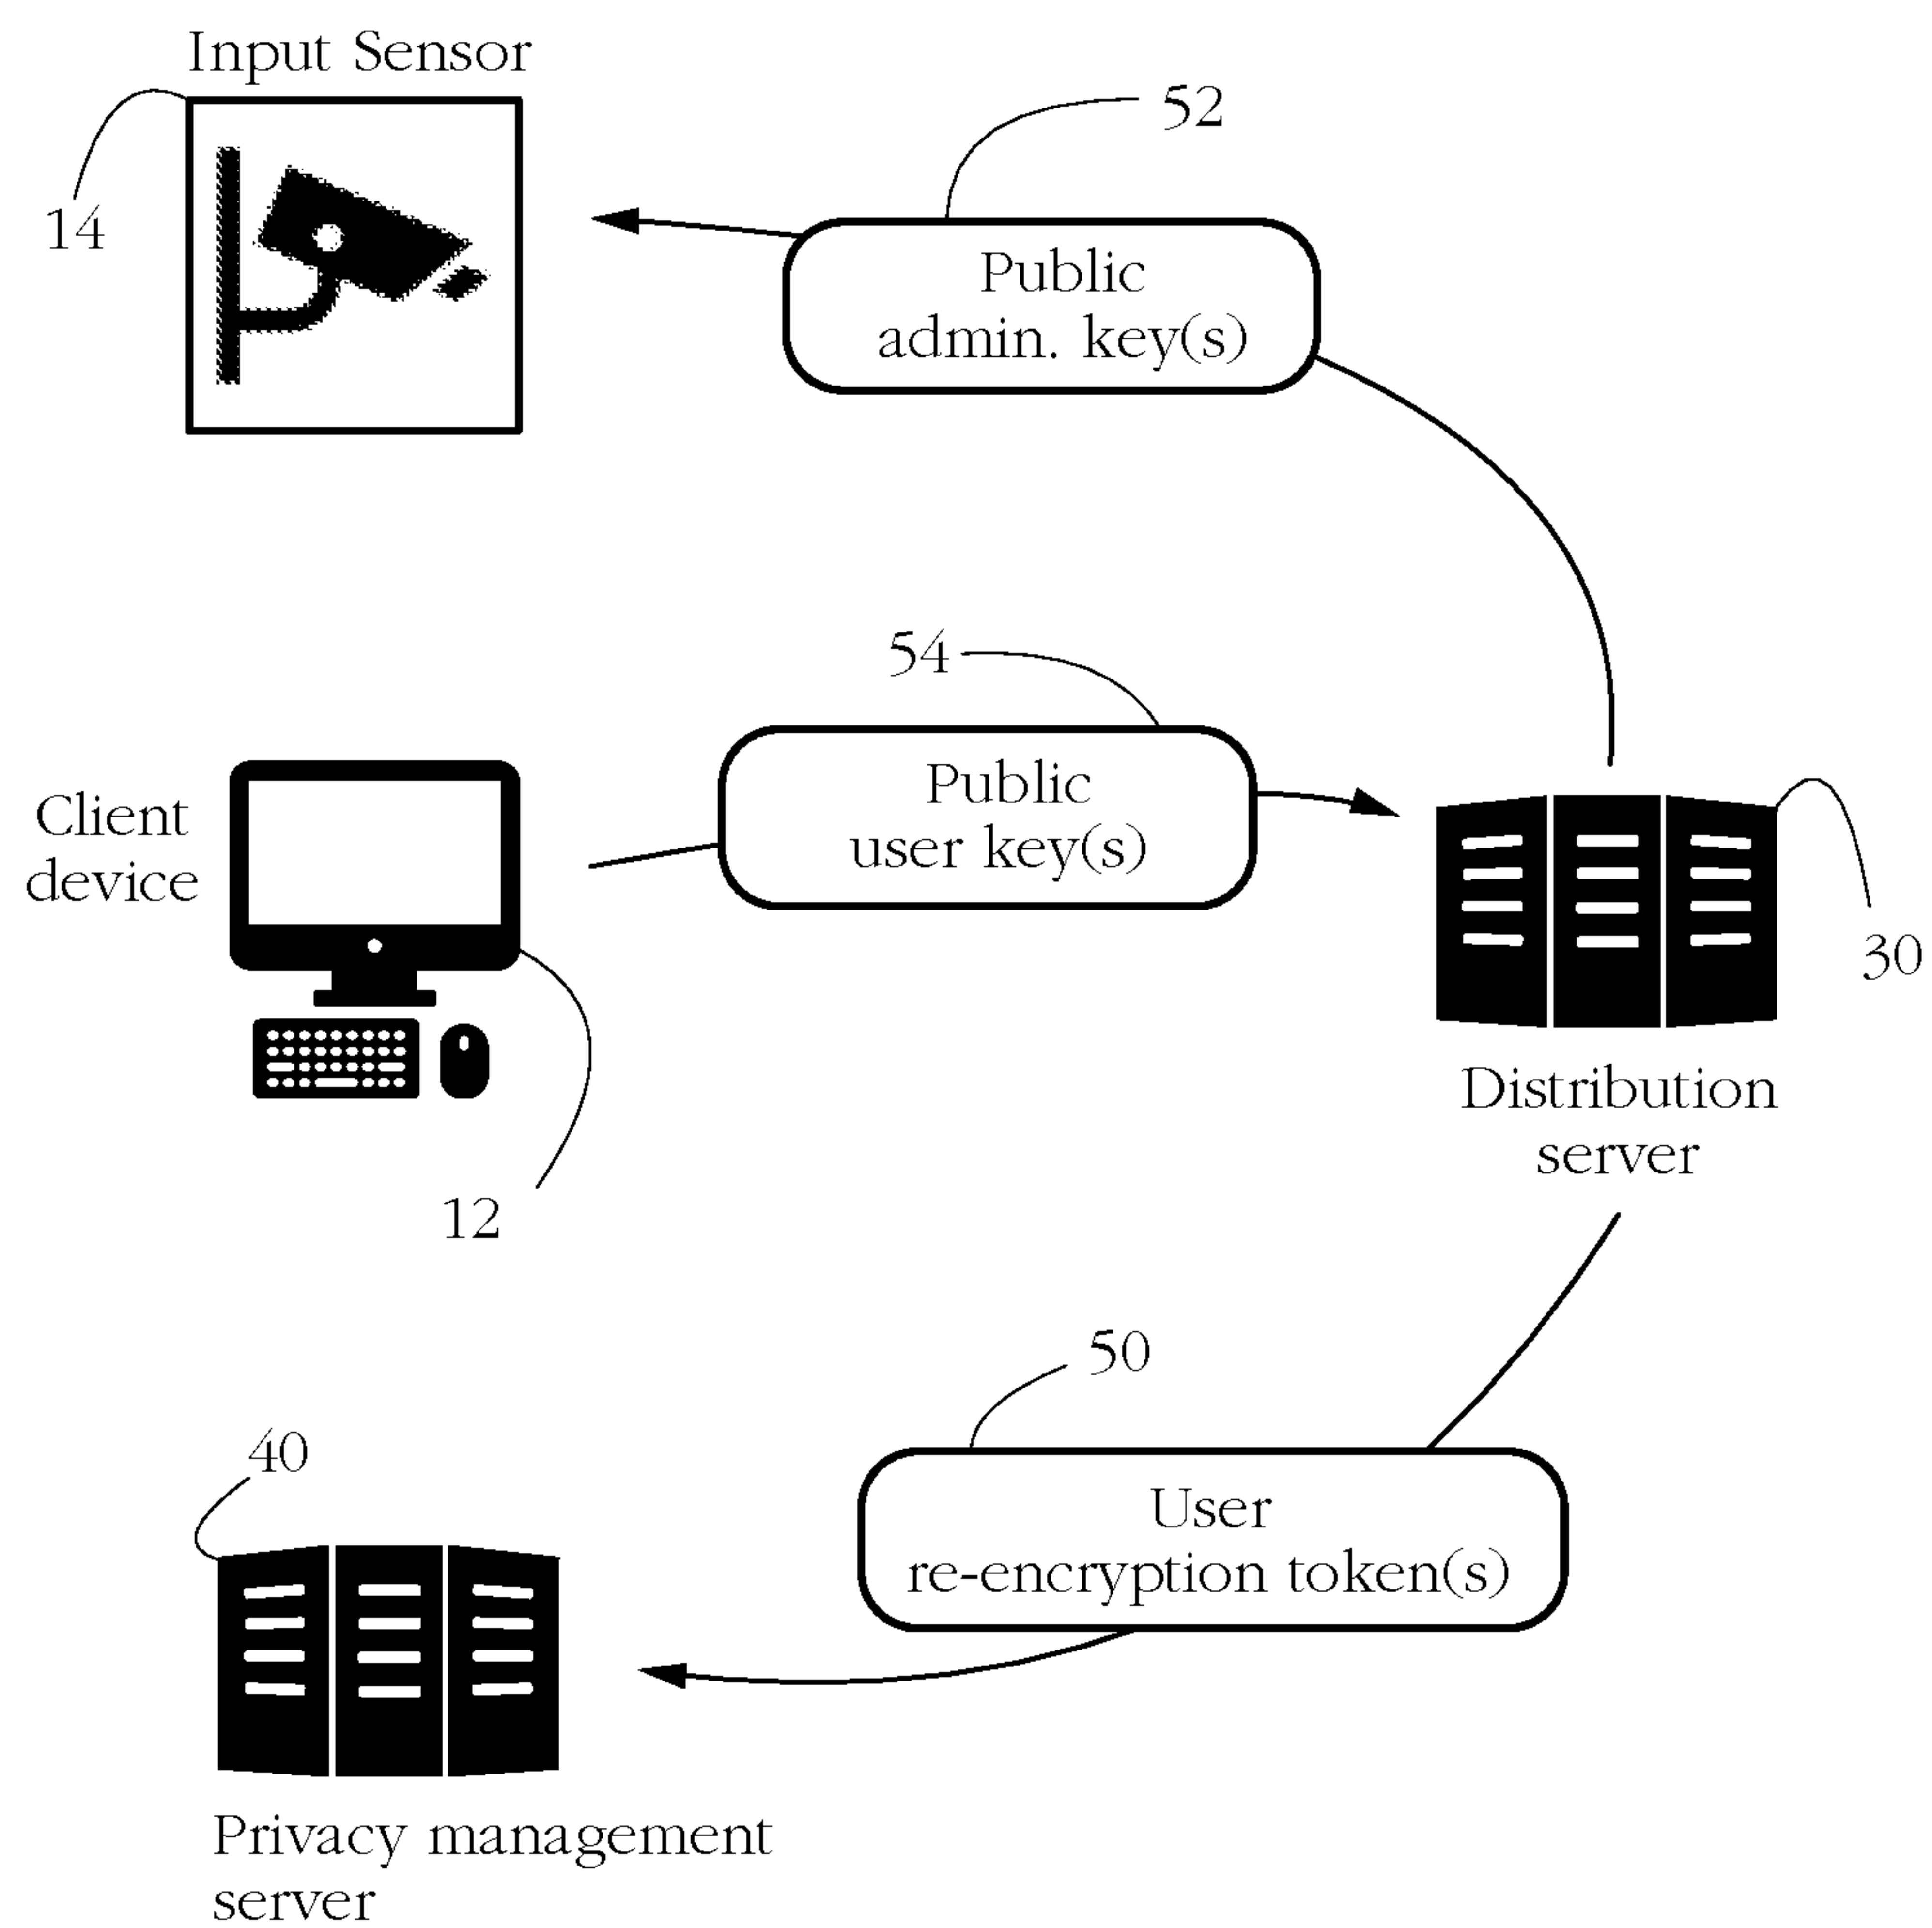 Input Sensor
14
52
Public
admin. key(s)
54
Public
user key(s)
Client
device
12
30
Distribution
server
50
User
re-encryption token(s)
40
Privacy management
server